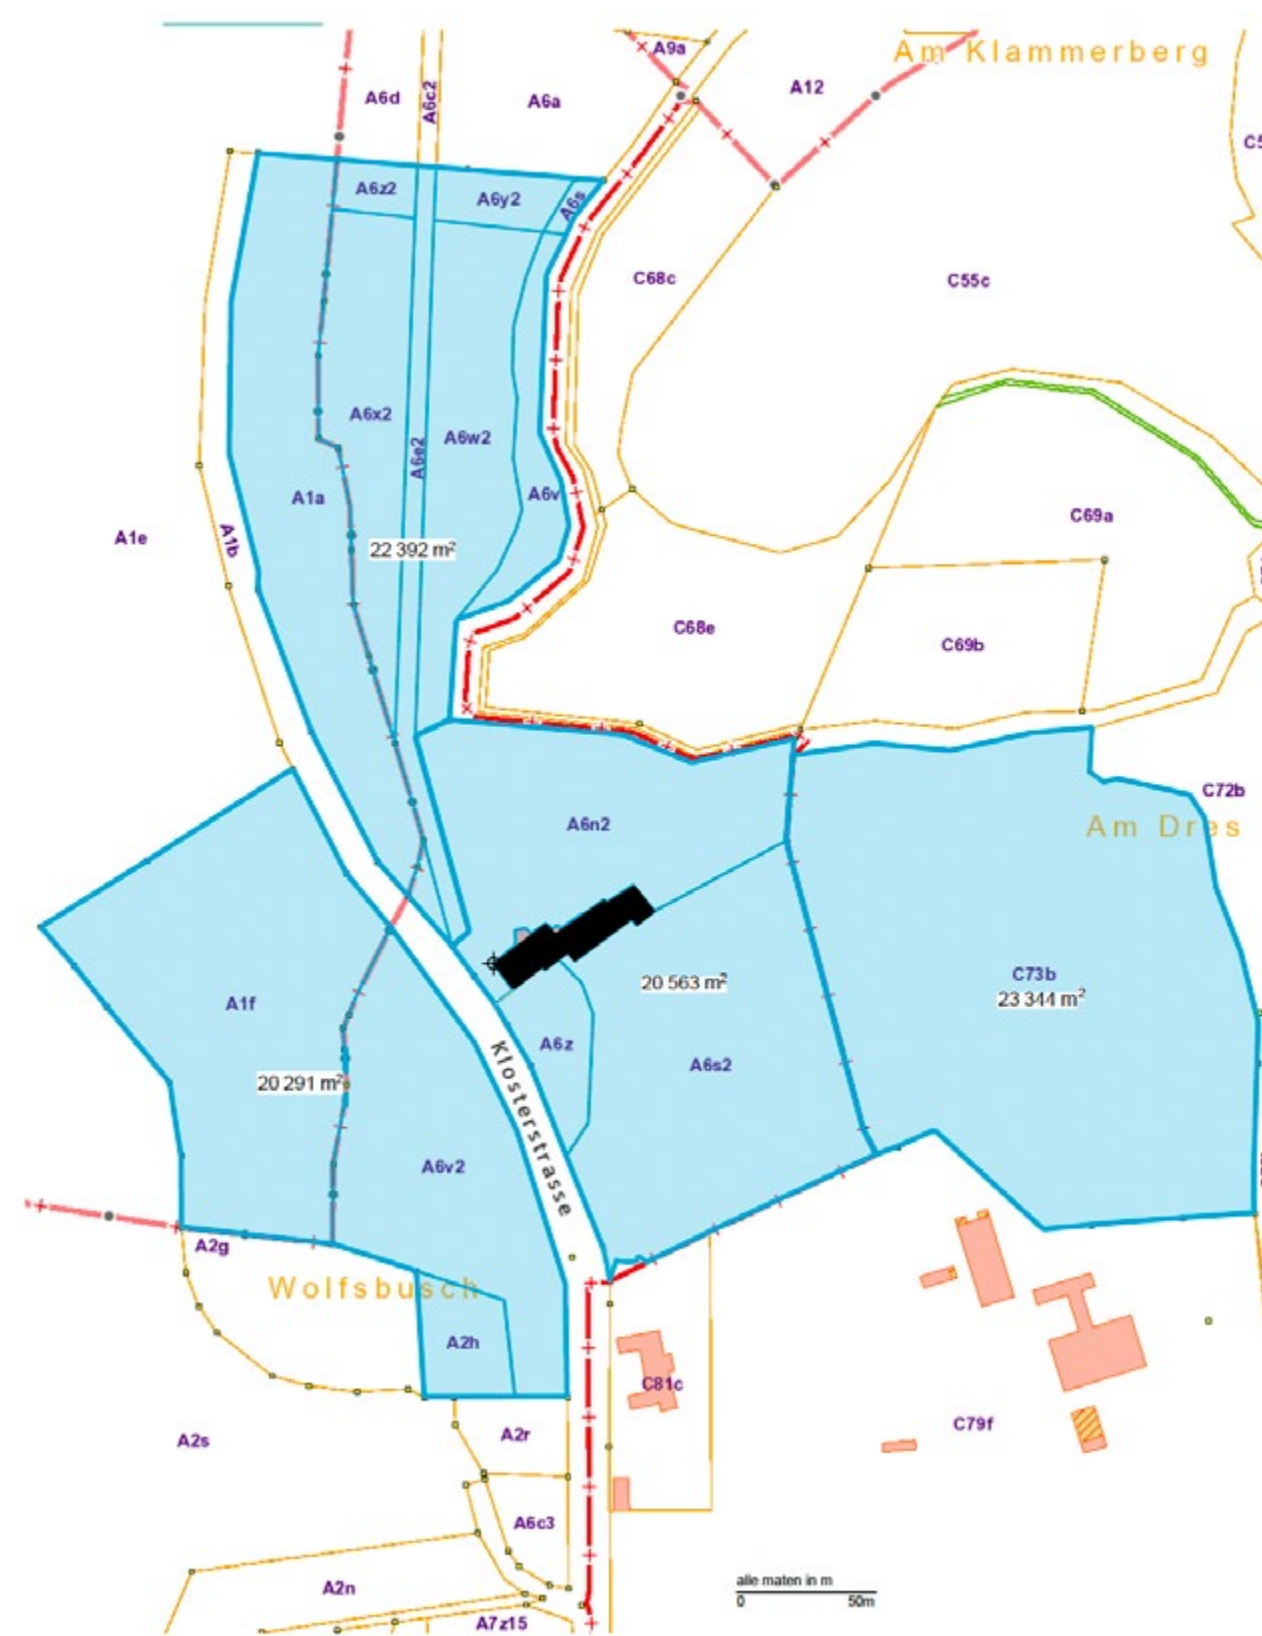 A9a
Am Klammerberg
A6d
A6c2
A6a
A12
A6z2
A6y2
A6s
C68c
C55c
A6x2
A6w2
A6e2
A6v
A1a
A1e
A1b
C69a
22 392 m²
C68e
C69b
C72b
A6n2
Am Dres
C73b
23 344 m²
20 563 m²
A1f
A6z
A6s2
20 291 m²
Klosterstrasse
A6v2
A2g
Wolfsbusch
A2h
C81c
A2s
A2r
C79f
A6c3
A2n
alle maten in m
0 50m
A7z15